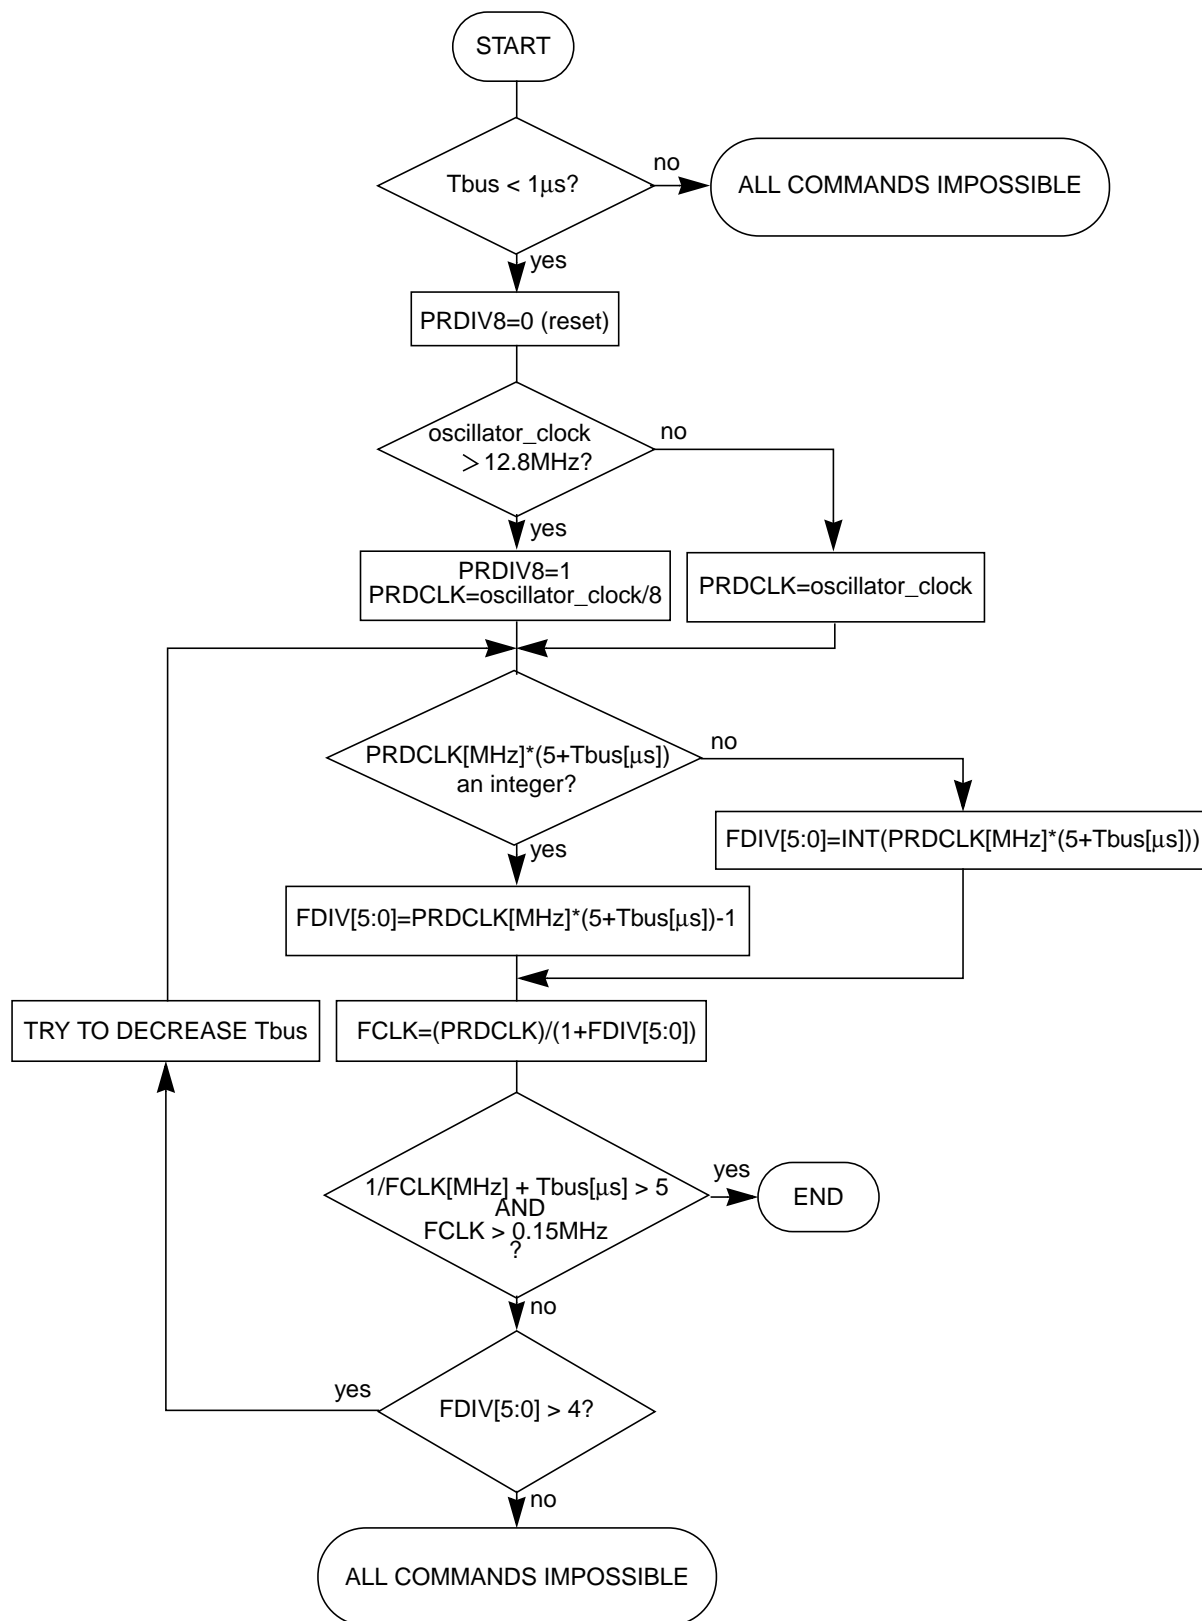 START
Tbus < 1μs?
no
ALL COMMANDS IMPOSSIBLE
yes
PRDIV8=0 (reset)
oscillator_clock
> 12.8MHz?
no
yes
PRDIV8=1
PRDCLK=oscillator_clock/8
PRDCLK=oscillator_clock
PRDCLK[MHz]*(5+Tbus[μs])
an integer?
no
yes
FDIV[5:0]=INT(PRDCLK[MHz]*(5+Tbus[μs]))
FDIV[5:0]=PRDCLK[MHz]*(5+Tbus[μs])-1
TRY TO DECREASE Tbus
FCLK=(PRDCLK)/(1+FDIV[5:0])
1/FCLK[MHz] + Tbus[μs] > 5
AND
FCLK > 0.15MHz
?
yes
END
no
yes
FDIV[5:0] > 4?
no
ALL COMMANDS IMPOSSIBLE